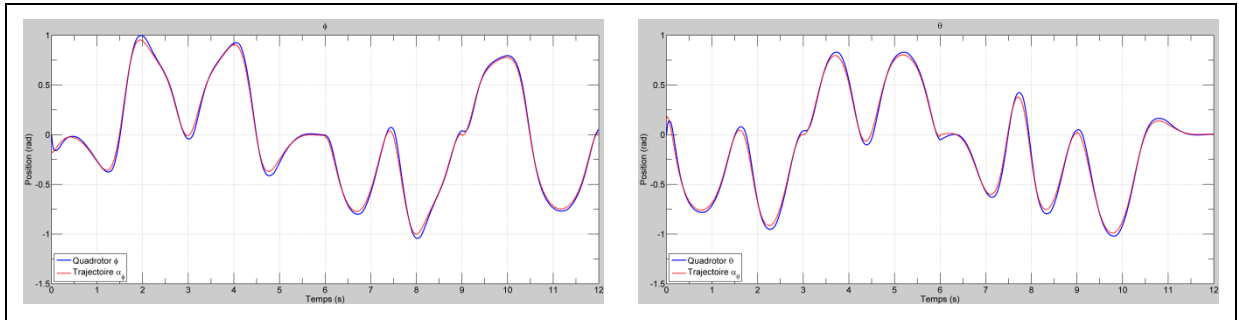 ϕ
1
0.5
0
-0.5
-1
-1.5
Position (rad)
0 1 2 3 4 5 6 7 8 9 10 11 12
Temps (s)
Quadrotor ϕ
Trajectoire α_ϕ
θ
1
0.5
0
-0.5
-1
-1.5
Position (rad)
0 1 2 3 4 5 6 7 8 9 10 11 12
Temps (s)
Quadrotor θ
Trajectoire α_θ